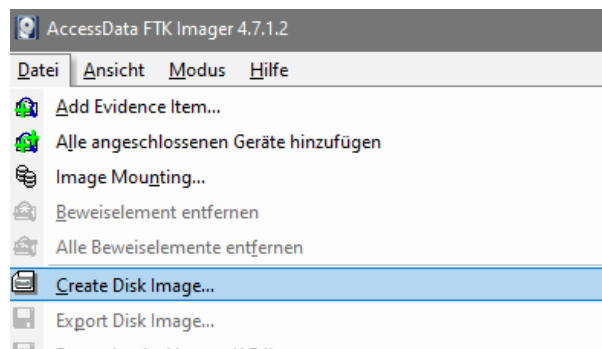 AccessData FTK Imager 4.7.1.2
Datei Ansicht Modus Hilfe
Add Evidence Item...
Alle angeschlossenen Geräte hinzufügen
Image Mounting...
Beweiselement entfernen
Alle Beweiselemente entfernen
Create Disk Image...
Export Disk Image...